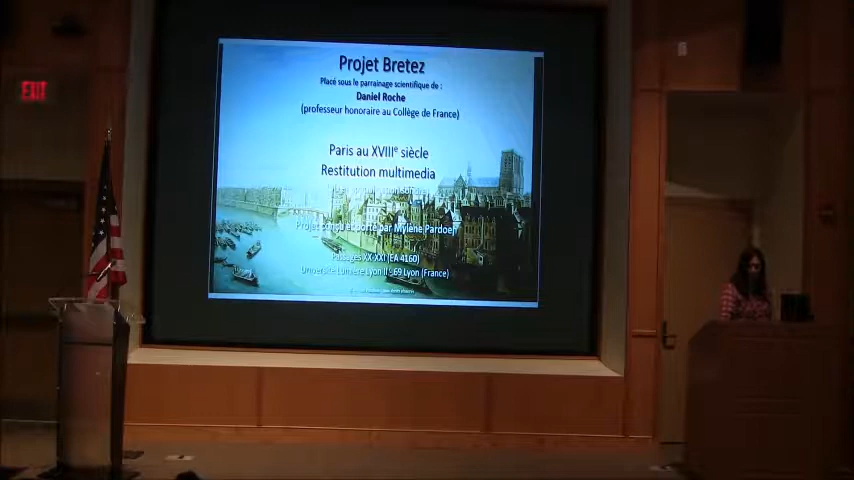 EXIT
Projet Bretez
Placé sous le parrainage scientifique de :
Daniel Roche
(professeur honoraire au Collège de France)
Paris au XVIIIe siècle
Restitution multimedia
Projet conçu et porté par Mylène Pardoen
Passages XX-XXI (EA 4160)
Université Lumière Lyon II - 69 Lyon (France)